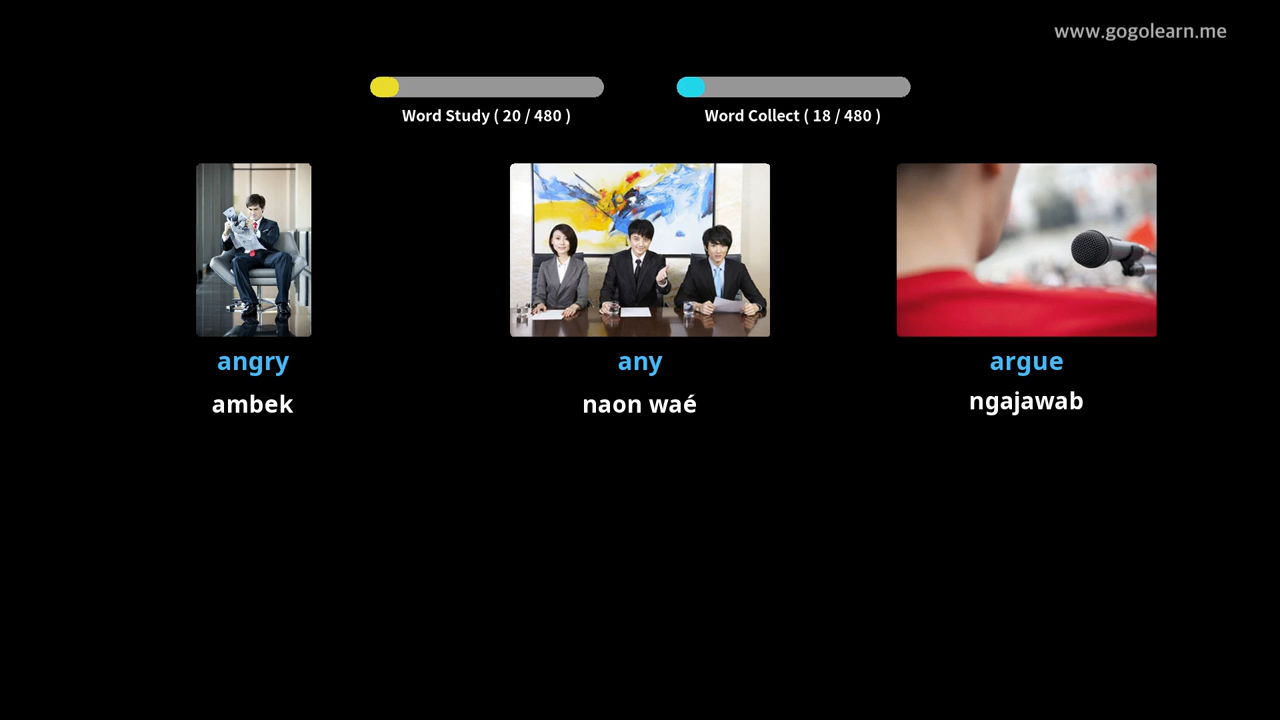 www.gogolearn.me
Word Study ( 20 / 480 )
Word Collect ( 18 / 480 )
angry
any
argue
ambek
naon waé
ngajawab